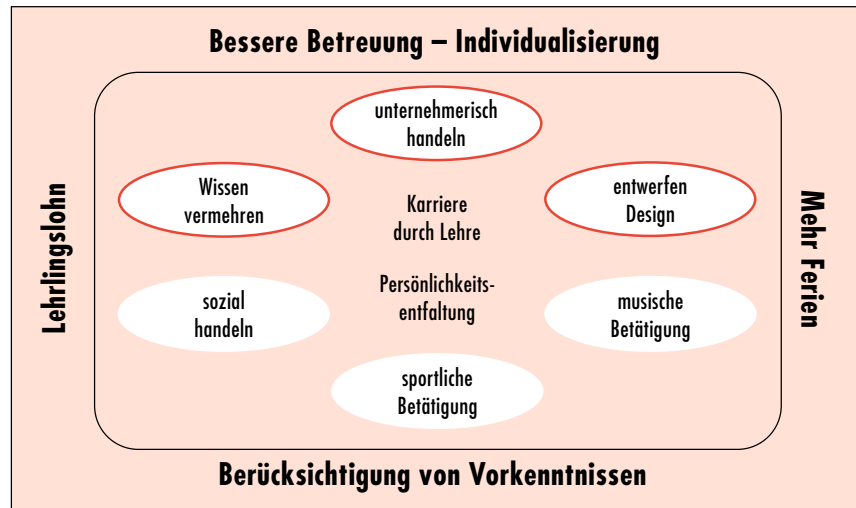 Bessere Betreuung – Individualisierung
unternehmerisch
handeln
Wissen
vermehren
Karriere
durch Lehre
entwerfen
Design
Lehrlingslohn
Mehr Ferien
sozial
handeln
Persönlichkeits-
entfaltung
musische
Betätigung
sportliche
Betätigung
Berücksichtigung von Vorkenntnissen